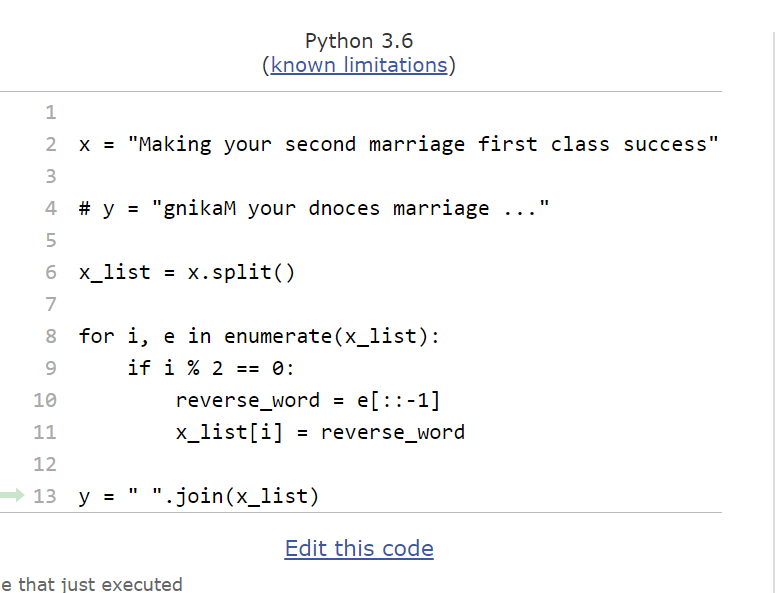 Python 3.6
(known limitations)
1
2 x = "Making your second marriage first class success"
3
4 # y = "gnikaM your dnoces marriage ..."
5
6 x_list = x.split()
7
8 for i, e in enumerate(x_list):
9     if i % 2 == 0:
10         reverse_word = e[::-1]
11         x_list[i] = reverse_word
12
13 y = " ".join(x_list)
Edit this code
e that just executed